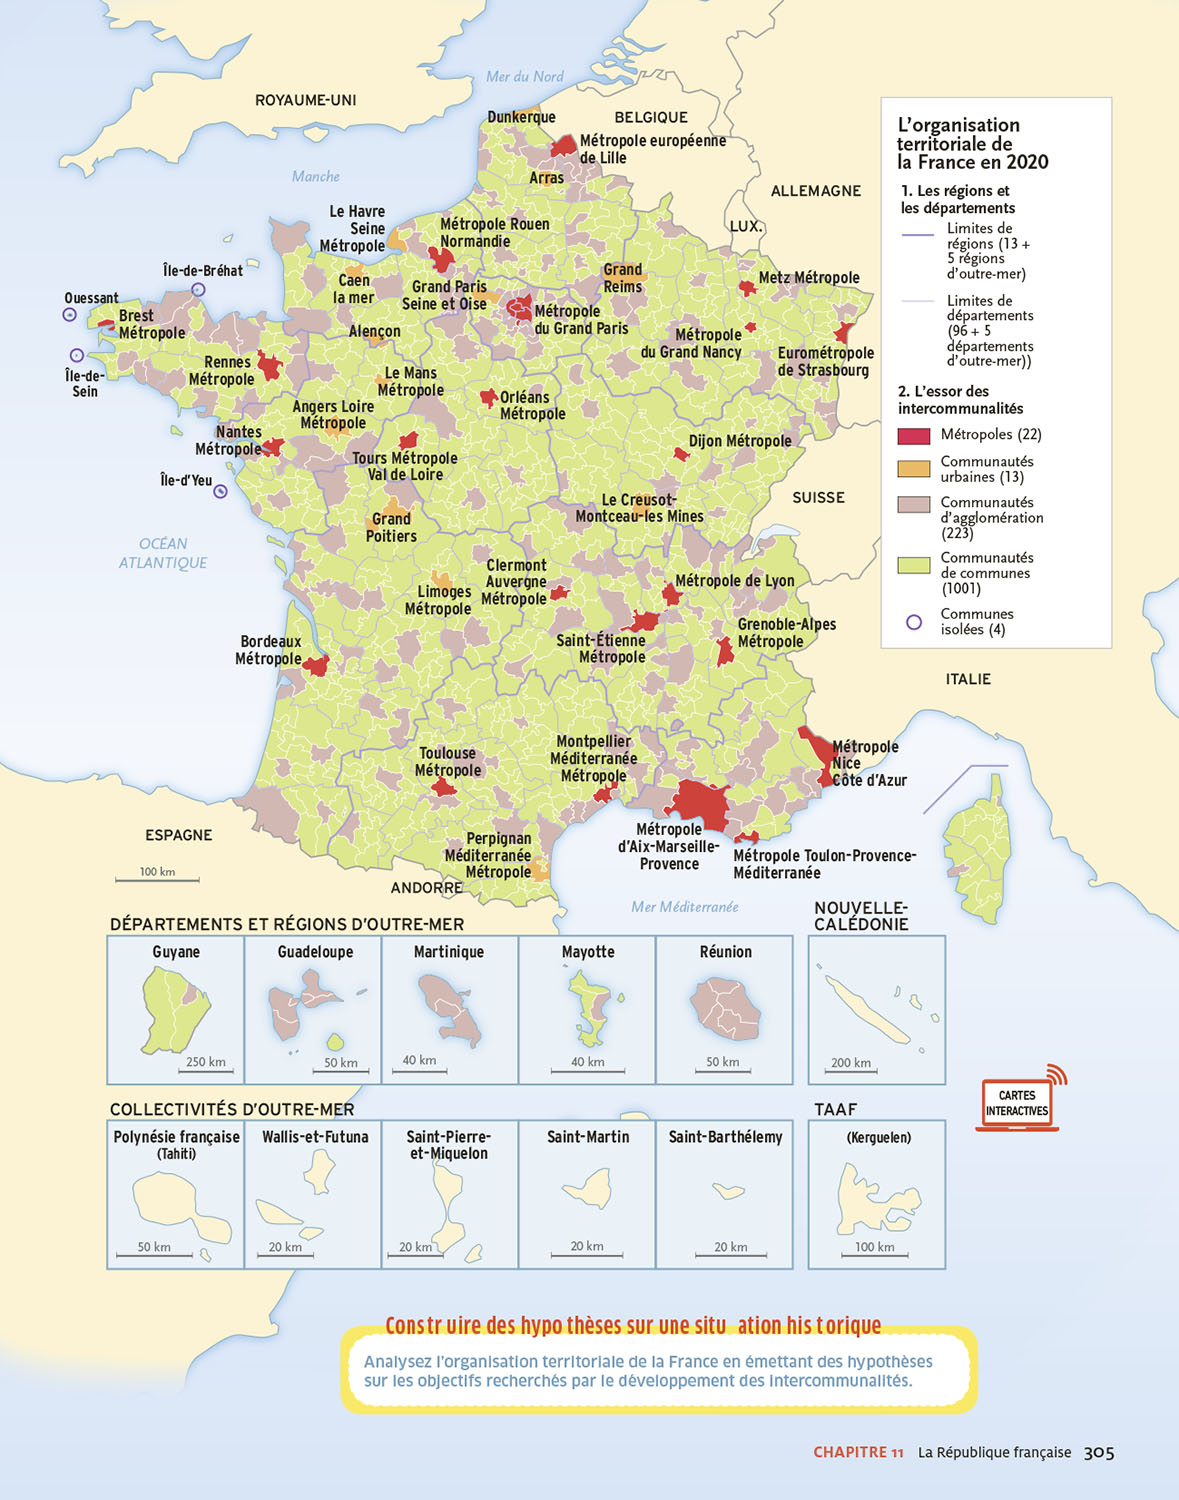 Mer du Nord
ROYAUME-UNI
Dunkerque
BELGIQUE
Métropole européenne
de Lille
Manche
Arras
ALLEMAGNE
Le Havre
Seine
Métropole
Métropole Rouen
Normandie
LUX.
Île-de-Bréhat
Caen
la mer
Grand Paris
Seine et Oise
Grand
Reims
Metz Métropole
Ouessant
Brest
Métropole
Métropole
du Grand Paris
Alençon
Métropole
du Grand Nancy
Eurométropole
de Strasbourg
Rennes
Métropole
Île-de-
Sein
Le Mans
Métropole
Orléans
Métropole
Angers Loire
Métropole
Nantes
Métropole
Dijon Métropole
Tours Métropole
Val de Loire
Île-d'Yeu
Le Creusot-
Montceau-les Mines
SUISSE
Grand
Poitiers
OCÉAN
ATLANTIQUE
Clermont
Auvergne
Métropole
Métropole de Lyon
Limoges
Métropole
Grenoble-Alpes
Métropole
Saint-Étienne
Métropole
Bordeaux
Métropole
ITALIE
Toulouse
Métropole
Montpellier
Méditerranée
Métropole
Métropole
Nice
Côte d'Azur
ESPAGNE
Métropole
d'Aix-Marseille-
Provence
Perpignan
Méditerranée
Métropole
Métropole Toulon-Provence-
Méditerranée
100 km
ANDORRE
Mer Méditerranée
L'organisation
territoriale de
la France en 2020
1. Les régions et
les départements
Limites de
régions (13 +
5 régions
d'outre-mer)
Limites de
départements
(96 + 5
départements
d'outre-mer))
2. L'essor des
intercommunalités
Métropoles (22)
Communautés
urbaines (13)
Communautés
d'agglomération
(223)
Communautés
de communes
(1001)
Communes
isolées (4)
DÉPARTEMENTS ET RÉGIONS D'OUTRE-MER
Guyane
250 km
Guadeloupe
50 km
Martinique
40 km
Mayotte
40 km
Réunion
50 km
NOUVELLE-
CALÉDONIE
200 km
COLLECTIVITÉS D'OUTRE-MER
Polynésie française
(Tahiti)
50 km
Wallis-et-Futuna
20 km
Saint-Pierre-
et-Miquelon
20 km
Saint-Martin
20 km
Saint-Barthélemy
20 km
TAAF
(Kerguelen)
100 km
CARTES
INTERACTIVES
Construire des hypothèses sur une situation historique
Analysez l'organisation territoriale de la France en émettant des hypothèses
sur les objectifs recherchés par le développement des intercommunalités.
CHAPITRE 11 La République française 305